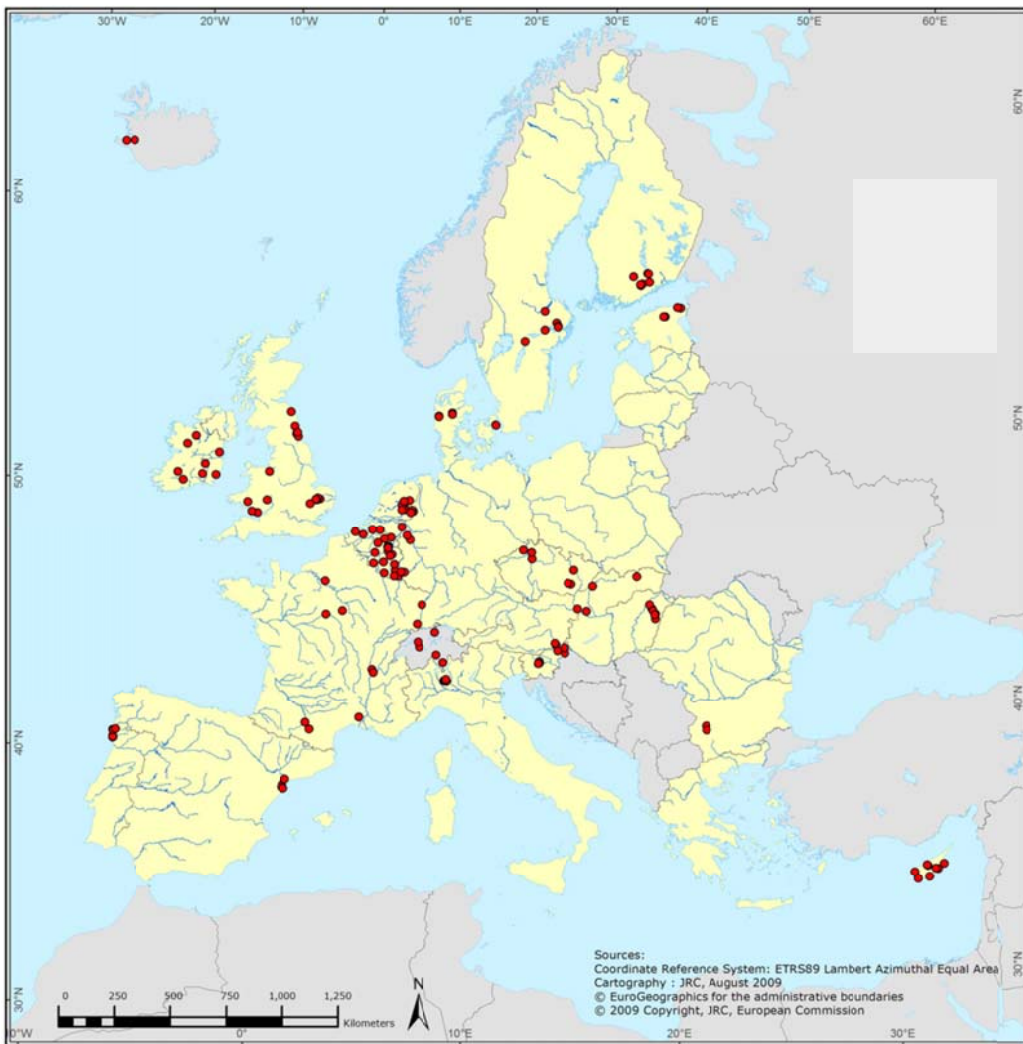 30°W 20°W 10°W 0° 10°E 20°E 30°E 40°E 50°E 60°E
60°N
60°N
50°N
50°N
40°N
40°N
30°N
30°N
Sources:
Coordinate Reference System: ETRS89 Lambert Azimuthal Equal Area
Cartography : JRC, August 2009
© EuroGeographics for the administrative boundaries
© 2009 Copyright, JRC, European Commission
N
0 250 500 750 1,000 1,250
Kilometers
10°W 0° 10°E 20°E 30°E